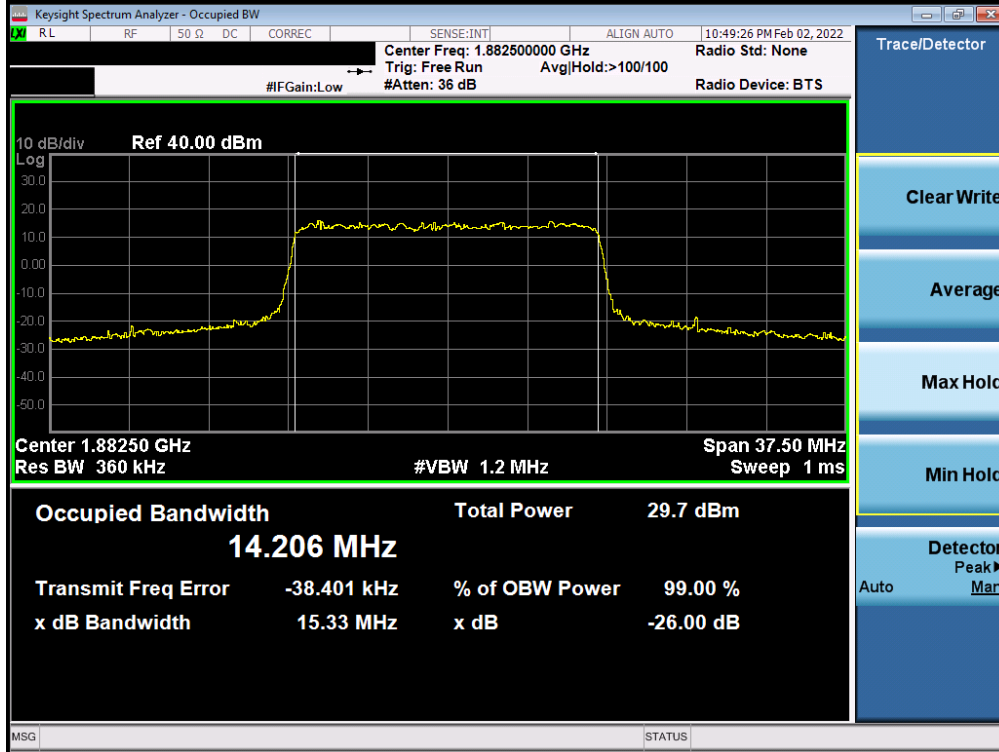 Keysight Spectrum Analyzer - Occupied BW
LXI RL RF 50 Ω DC CORREC SENSE:INT ALIGN AUTO 10:49:26 PM Feb 02, 2022
Center Freq: 1.882500000 GHz Radio Std: None
Trig: Free Run Avg|Hold:>100/100
#IFGain:Low #Atten: 36 dB Radio Device: BTS
Trace/Detector
10 dB/div Ref 40.00 dBm
Log
30.0
20.0
10.0
0.00
-10.0
-20.0
-30.0
-40.0
-50.0
Center 1.88250 GHz Span 37.50 MHz
Res BW 360 kHz #VBW 1.2 MHz Sweep 1 ms
Occupied Bandwidth Total Power 29.7 dBm
14.206 MHz
Transmit Freq Error -38.401 kHz % of OBW Power 99.00 %
x dB Bandwidth 15.33 MHz x dB -26.00 dB
Clear Write
Average
Max Hold
Min Hold
Detector
Peak▶
Auto Man
MSG STATUS